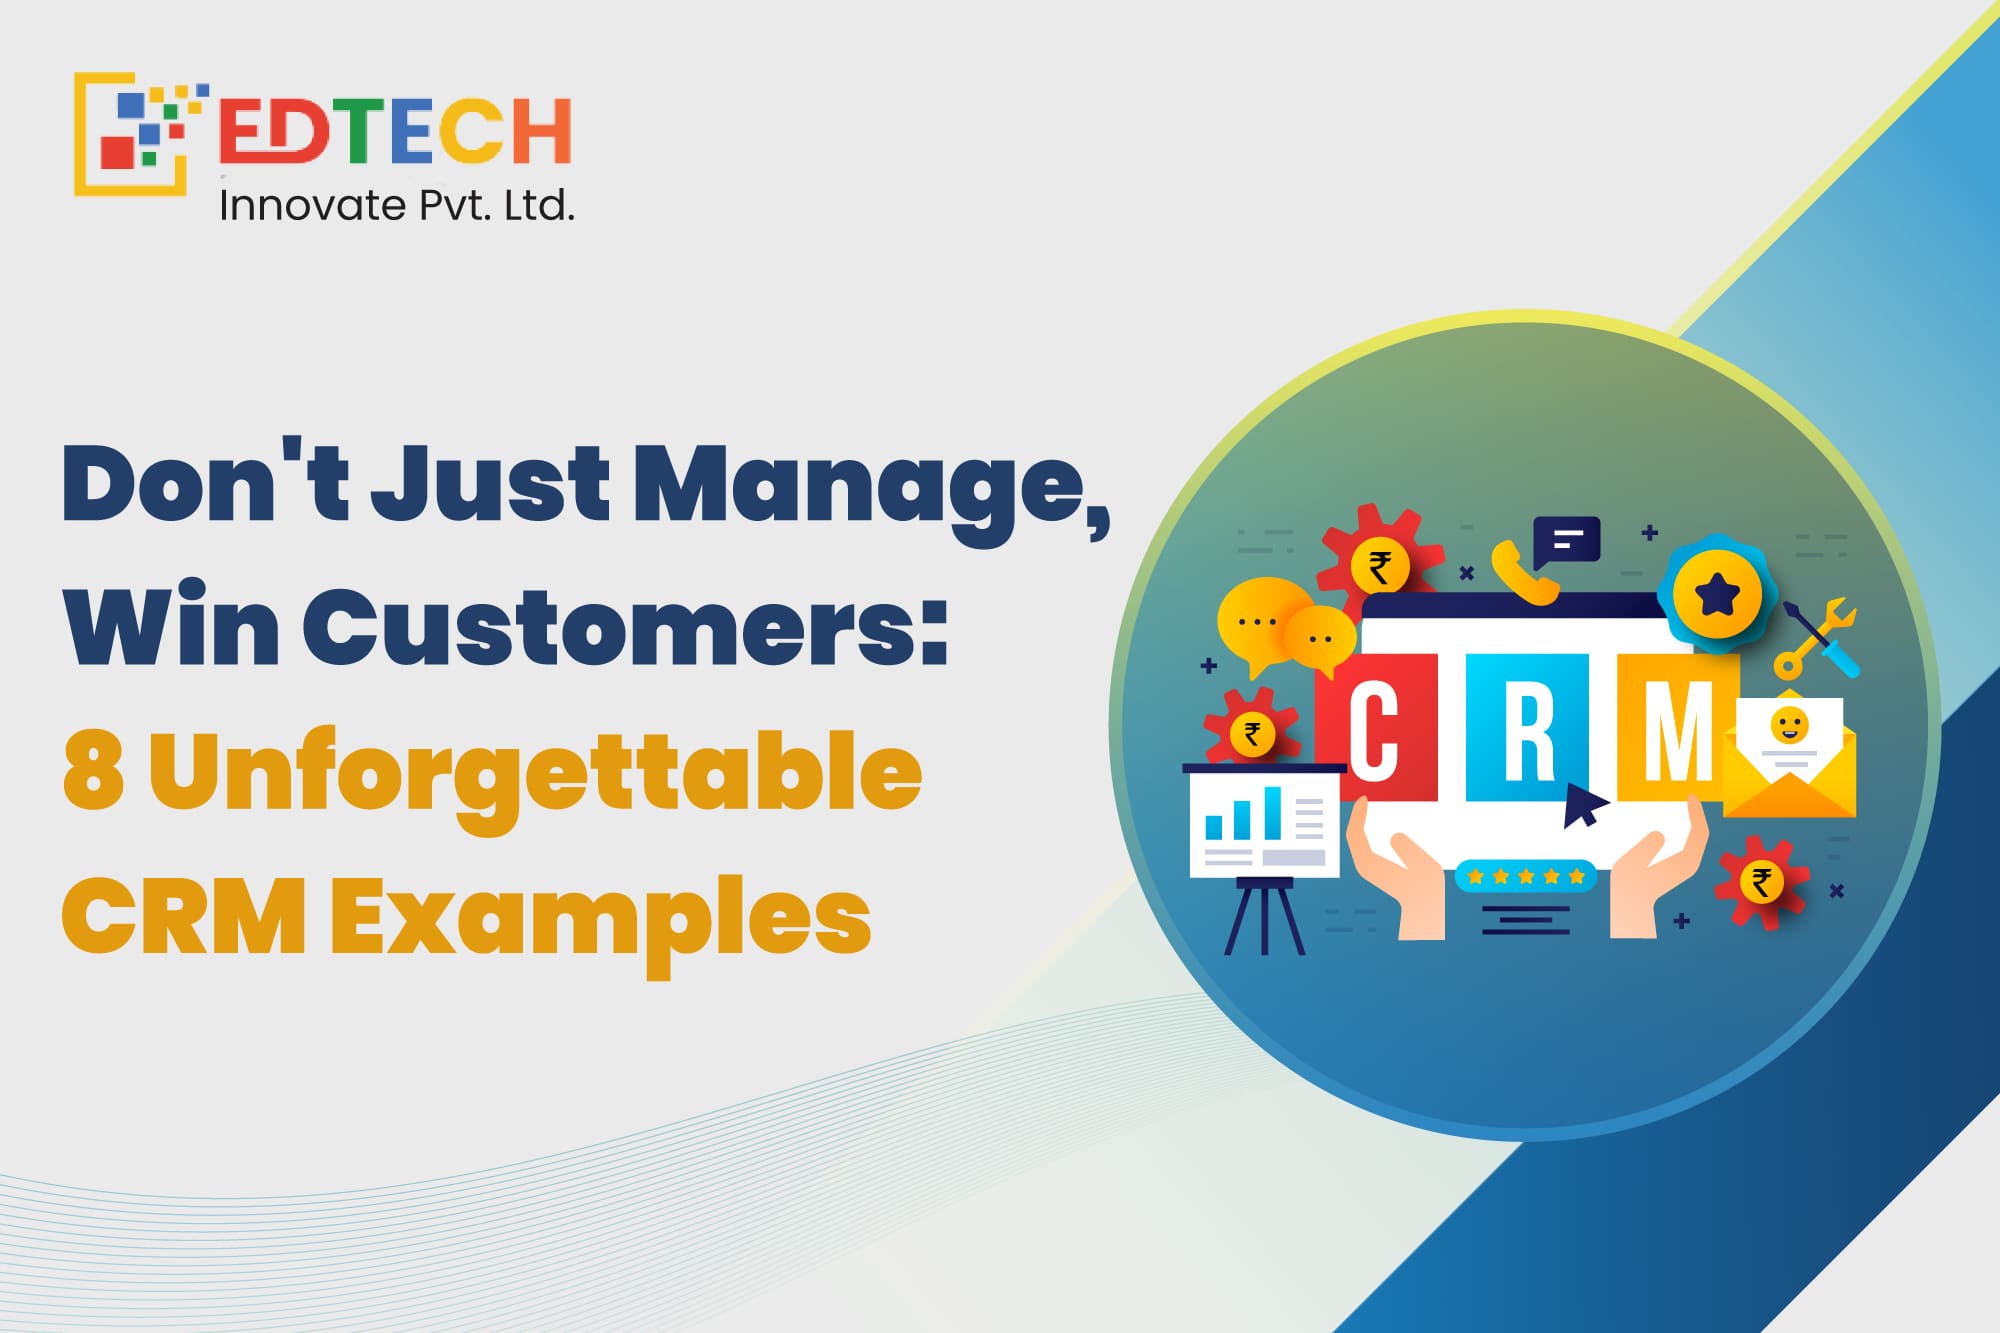 EDTECH
Innovate Pvt. Ltd.
Don't Just Manage,
Win Customers:
8 Unforgettable
CRM Examples
₹
₹
C R M
₹